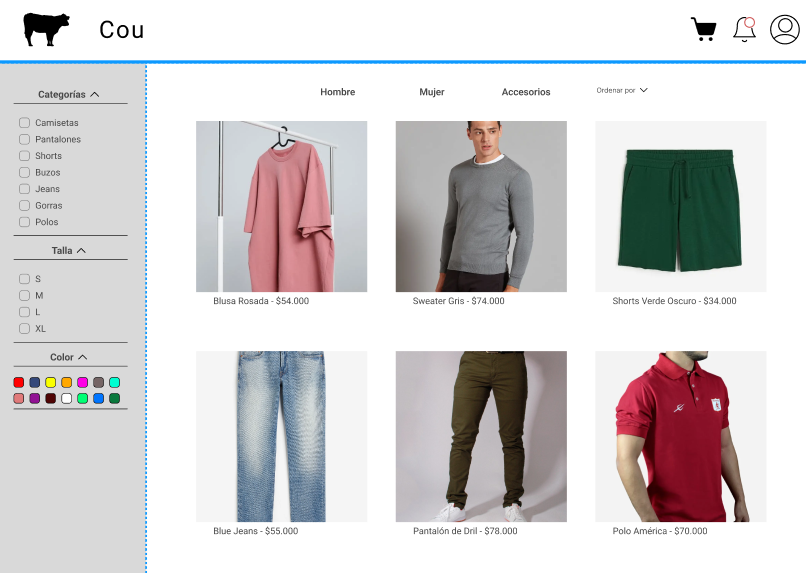 Cou
Categorías
Camisetas
Pantalones
Shorts
Buzos
Jeans
Gorras
Polos
Talla
S
M
L
XL
Color
Hombre
Mujer
Accesorios
Ordenar por
Blusa Rosada - $54.000
Sweater Gris - $74.000
Shorts Verde Oscuro - $34.000
Blue Jeans - $55.000
Pantalón de Dril - $78.000
Polo América - $70.000